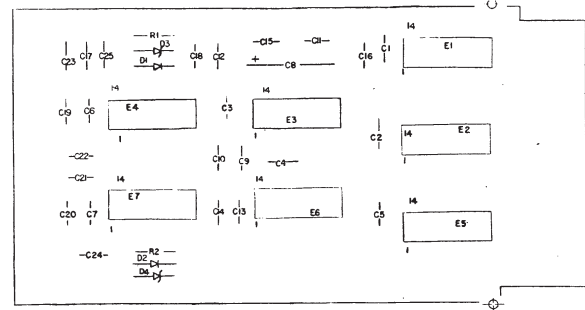 R1
D3
D1
C23 C17 C25
C18 C12
C15 C11
+ C8
C16 C1
14
E1
1
14
E4
1
C19 C6
C3
14
E3
C2
14
E2
1
C22
C21
C10 C9
C4
14
E7
1
C20 C7
C4 C13
14
E6
C5
14
E5
1
C24
R2
D2
D4